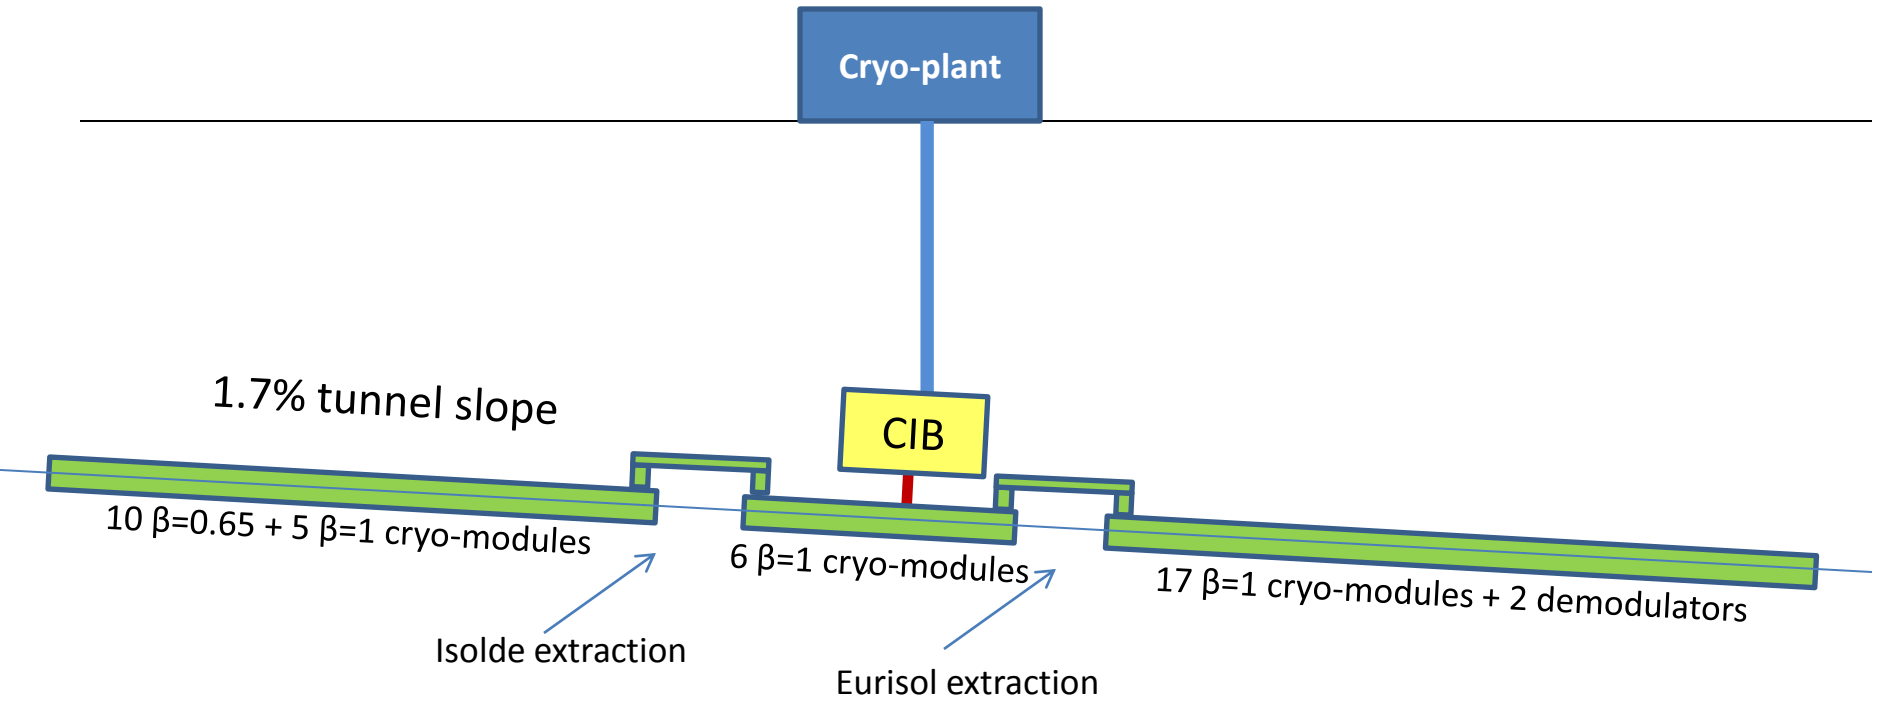 Cryo-plant
1.7% tunnel slope
CIB
10 β=0.65 + 5 β=1 cryo-modules
6 β=1 cryo-modules
17 β=1 cryo-modules + 2 demodulators
Isolde extraction
Eurisol extraction